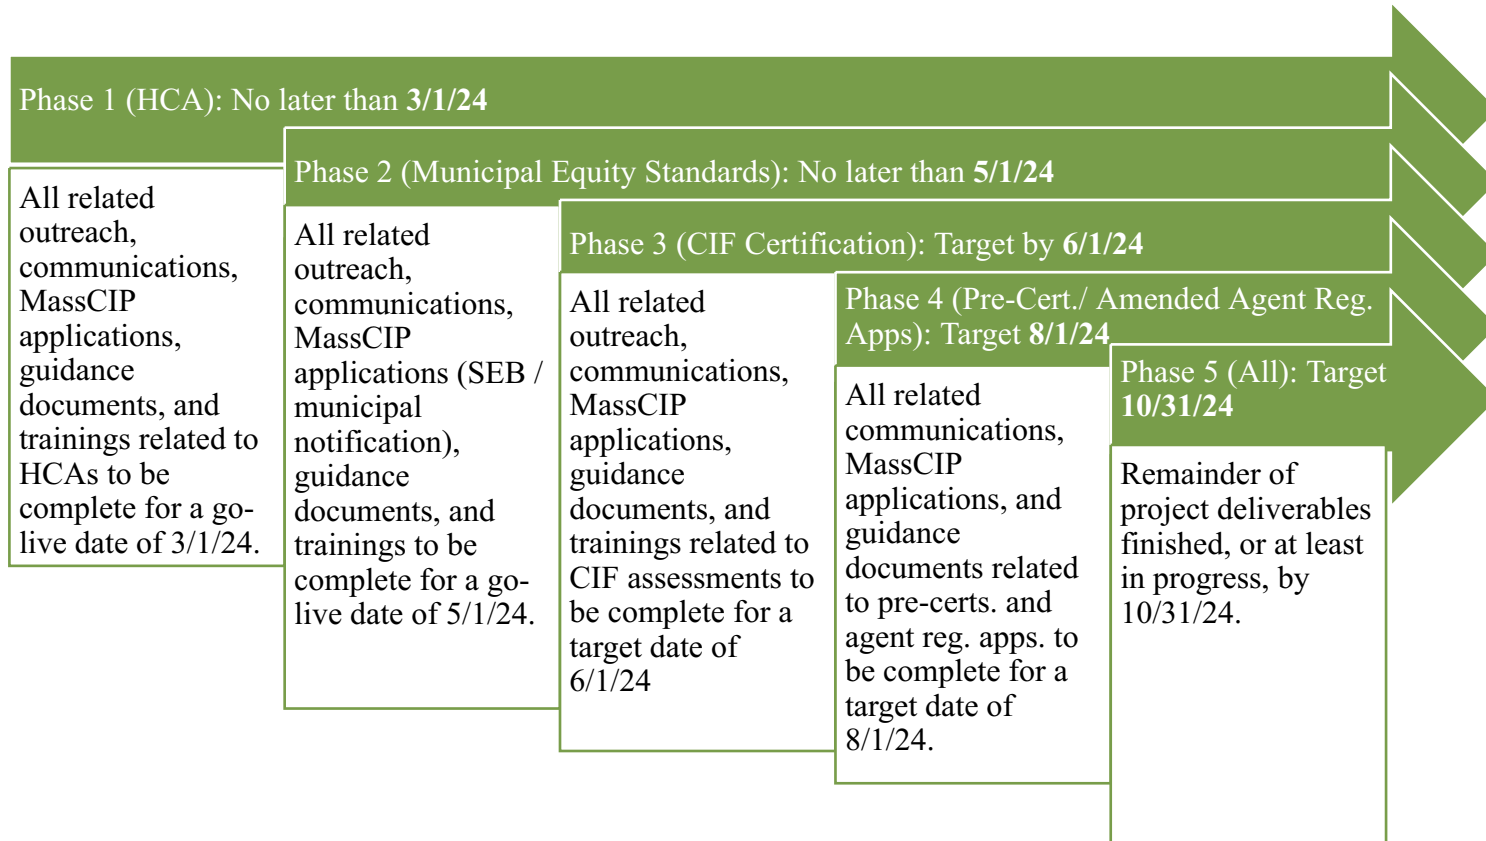 Phase 1 (HCA): No later than 3/1/24
All related
outreach,
communications,
MassCIP
applications,
guidance
documents, and
trainings related to
HCAs to be
complete for a go-
live date of 3/1/24.
Phase 2 (Municipal Equity Standards): No later than 5/1/24
All related
outreach,
communications,
MassCIP
applications (SEB /
municipal
notification),
guidance
documents, and
trainings to be
complete for a go-
live date of 5/1/24.
Phase 3 (CIF Certification): Target by 6/1/24
All related
outreach,
communications,
MassCIP
applications,
guidance
documents, and
trainings related to
CIF assessments to
be complete for a
target date of
6/1/24
Phase 4 (Pre-Cert./ Amended Agent Reg.
Apps): Target 8/1/24
All related
communications,
MassCIP
applications, and
guidance
documents related
to pre-certs. and
agent reg. apps. to
be complete for a
target date of
8/1/24.
Phase 5 (All): Target
10/31/24
Remainder of
project deliverables
finished, or at least
in progress, by
10/31/24.